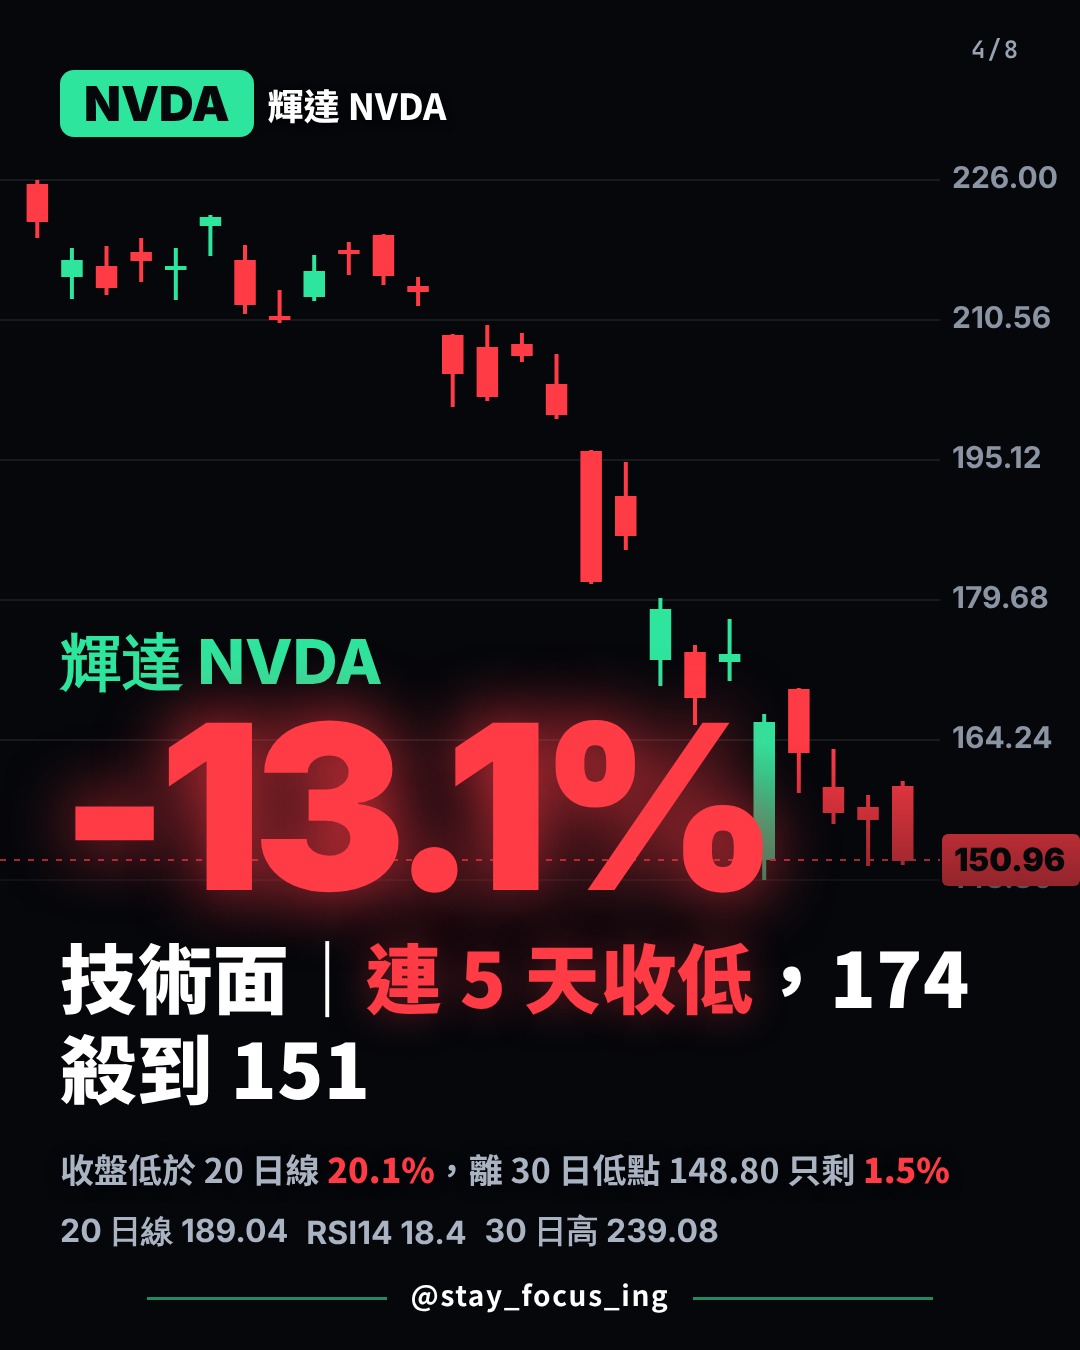 4/8
NVDA 輝達 NVDA
226.00
210.56
195.12
179.68
輝達 NVDA
164.24
-13.1%
150.96
技術面｜連 5 天收低，174
殺到 151
收盤低於 20 日線 20.1%，離 30 日低點 148.80 只剩 1.5%
20 日線 189.04 RSI14 18.4 30 日高 239.08
@stay_focus_ing